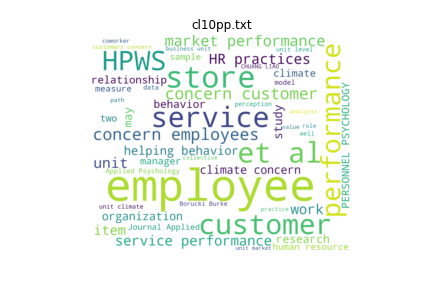 cl10pp.txt
coworker
business unit
market performance
unit level
customers concern
HPWS
sample
HR practices
CHUANG LIAO
relationship
store
climate
measure
data
concern customer
model
path
behavior
perception
two
may
service
study
analytics
concern employees
value
role
performance
helping behavior
et al
well
PERSONNEL PSYCHOLOGY
unit
manager
collective
climate concern
Applied Psychology
employee
unit climate
Borucki Burke
practice
work
organization
customer
item
Journal Applied
research
service performance
unit market
human resource